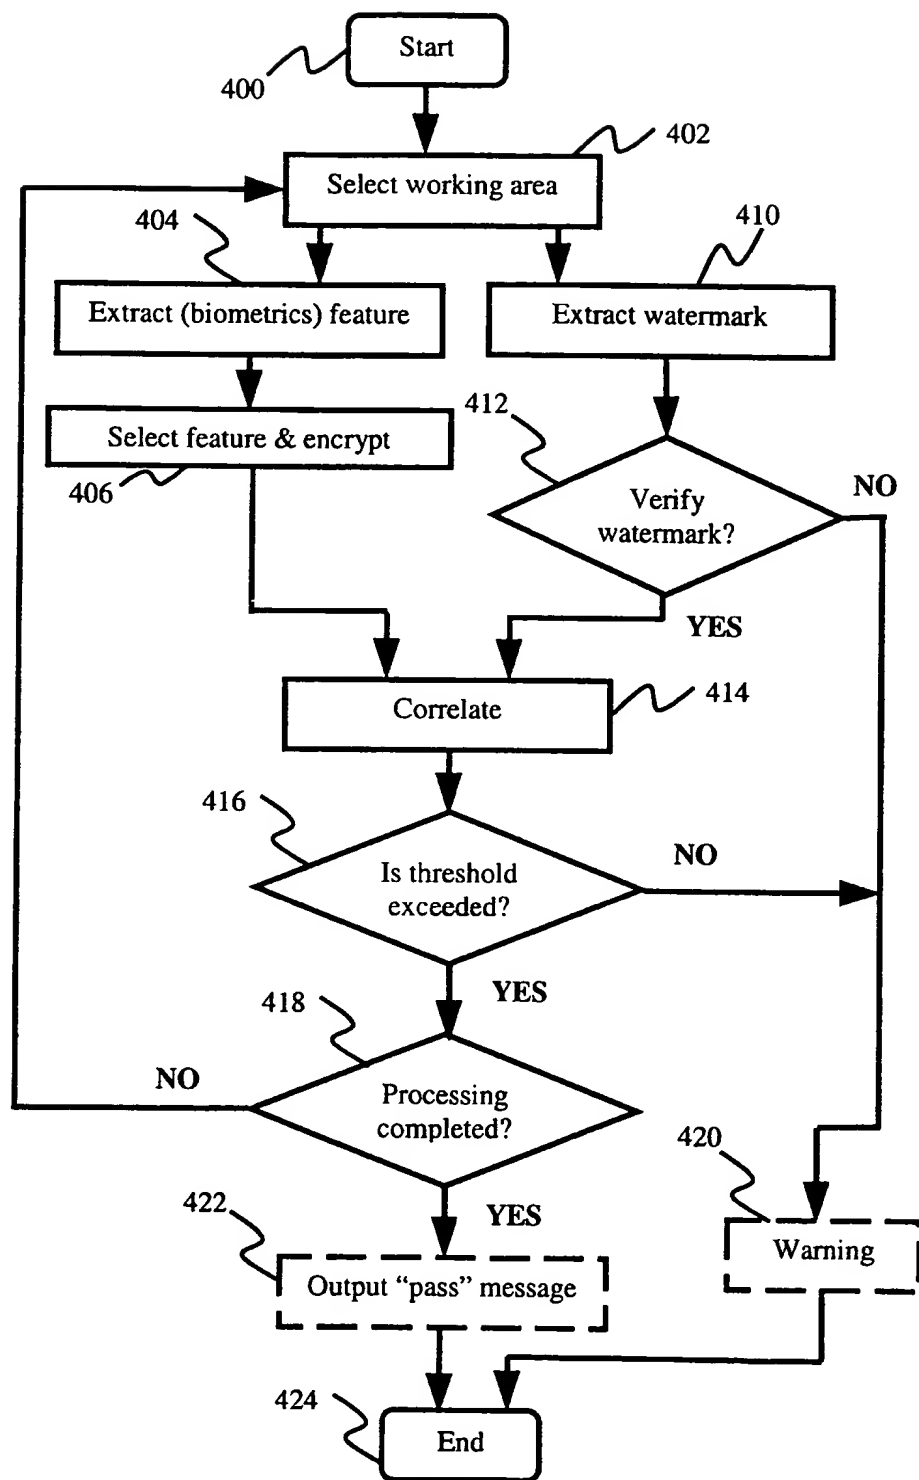 Start
400
402
Select working area
404
410
Extract (biometrics) feature
Extract watermark
412
Select feature & encrypt
406
NO
Verify
watermark?
YES
Correlate
414
416
NO
Is threshold
exceeded?
YES
418
NO
Processing
completed?
420
422
YES
Warning
Output “pass” message
424
End